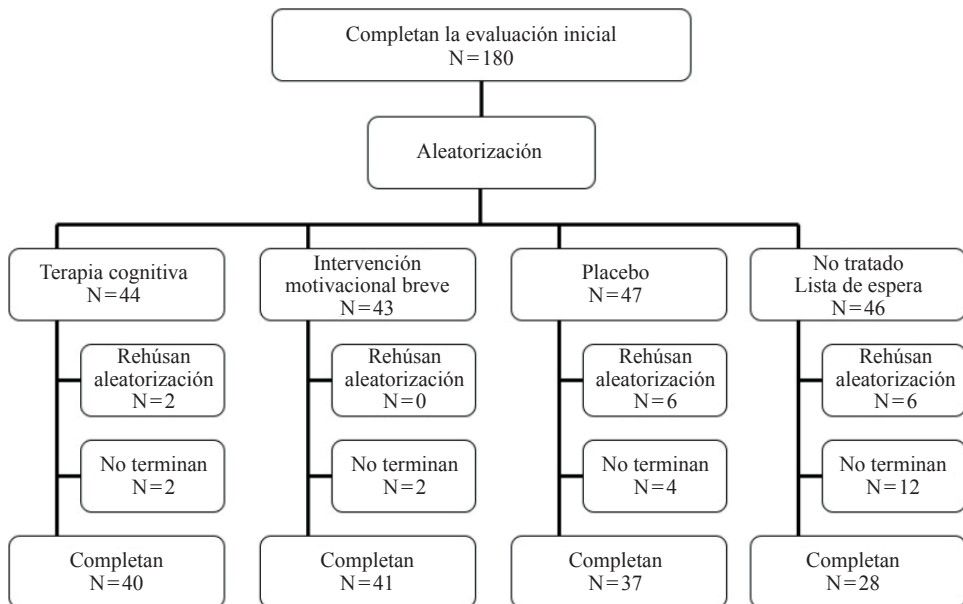 Completan la evaluación inicial
N=180
Aleatorización
Terapia cognitiva
N=44
Intervención
motivacional breve
N=43
Placebo
N=47
No tratado
Lista de espera
N=46
Rehúsan
aleatorización
N=2
Rehúsan
aleatorización
N=0
Rehúsan
aleatorización
N=6
Rehúsan
aleatorización
N=6
No terminan
N=2
No terminan
N=2
No terminan
N=4
No terminan
N=12
Completan
N=40
Completan
N=41
Completan
N=37
Completan
N=28